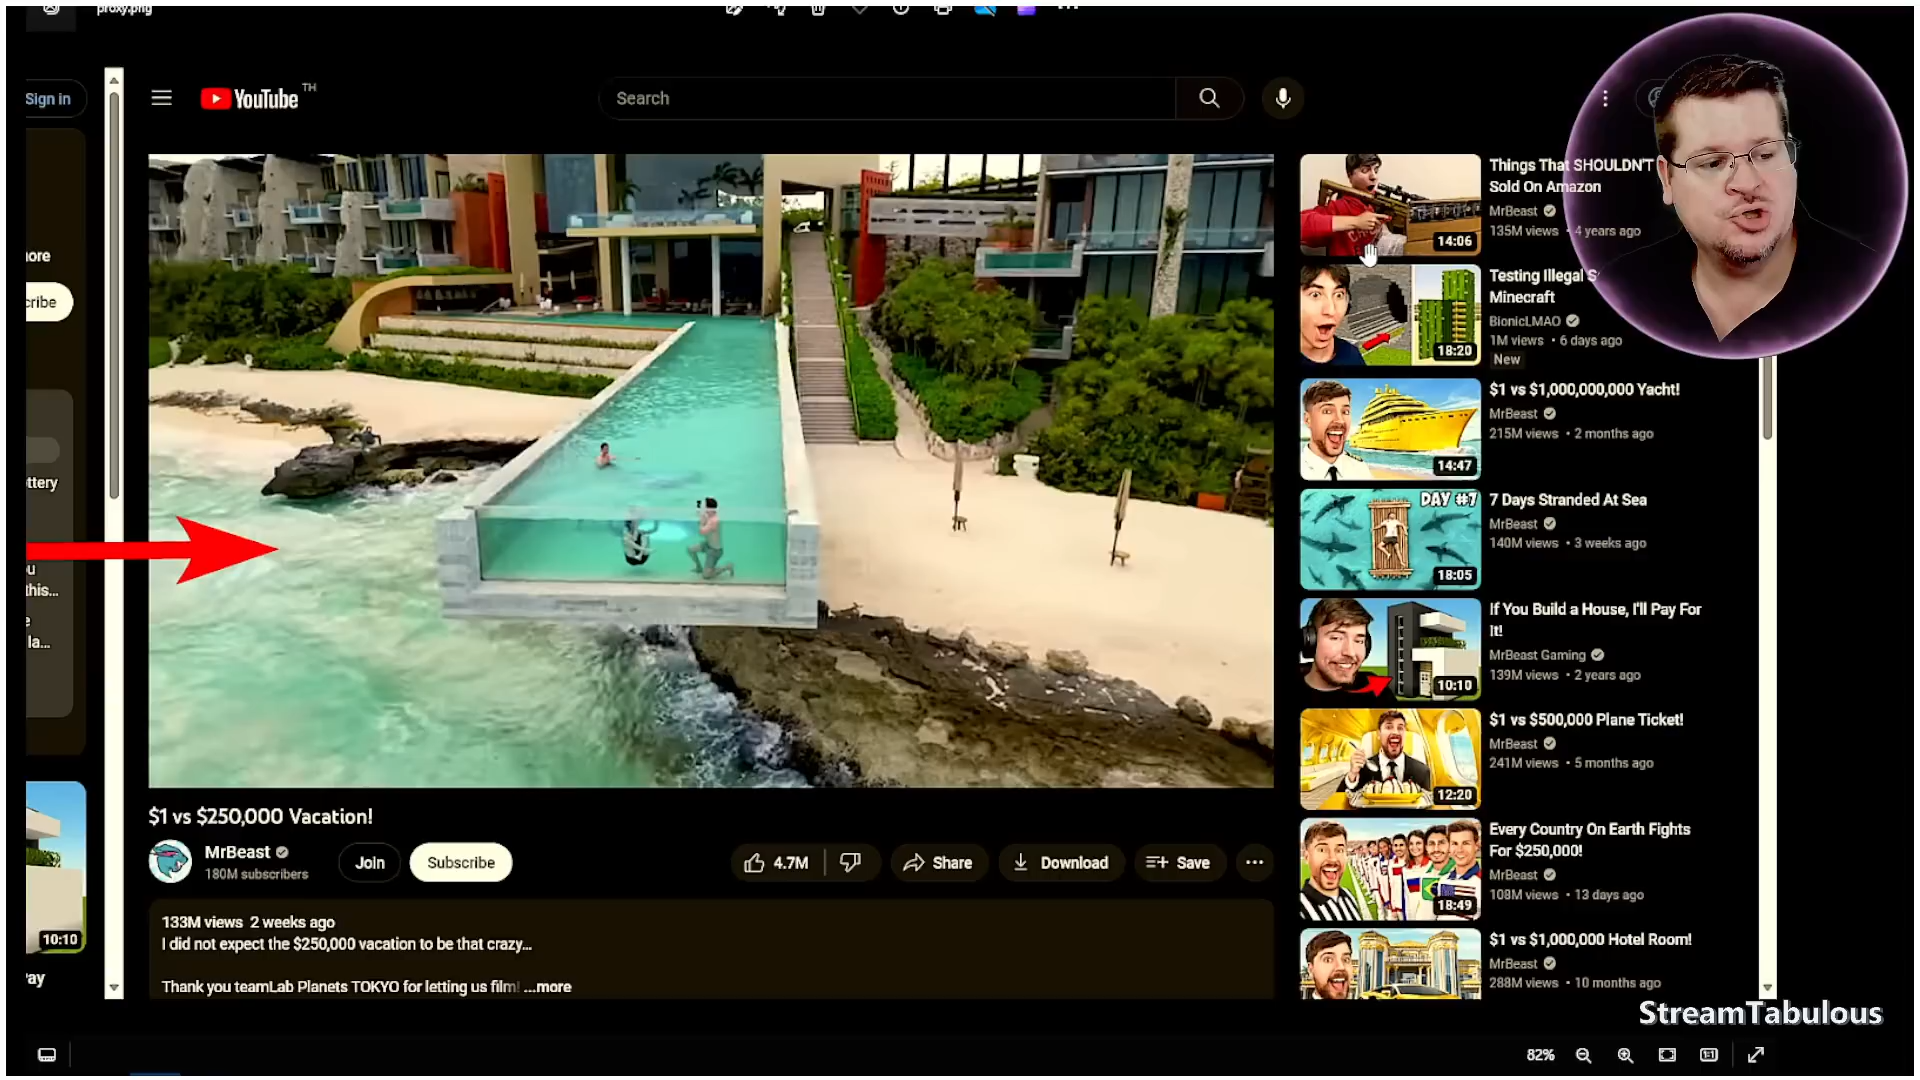 proxy.png
Sign in
YouTube TH
Search
ore
cribe
ttery
u
this...
e
la...
10:10
Pay
$1 vs $250,000 Vacation!
MrBeast
180M subscribers
Join
Subscribe
4.7M
Share
Download
Save
133M views 2 weeks ago
I did not expect the $250,000 vacation to be that crazy...
Thank you teamLab Planets TOKYO for letting us film! ...more
14:06
Things That SHOULDN'T
Sold On Amazon
MrBeast
135M views • 4 years ago
18:20
Testing Illegal
Minecraft
BionicLMAO
1M views • 6 days ago
New
14:47
$1 vs $1,000,000,000 Yacht!
MrBeast
215M views • 2 months ago
DAY #7
18:05
7 Days Stranded At Sea
MrBeast
140M views • 3 weeks ago
10:10
If You Build a House, I'll Pay For
It!
MrBeast Gaming
139M views • 2 years ago
12:20
$1 vs $500,000 Plane Ticket!
MrBeast
241M views • 5 months ago
18:49
Every Country On Earth Fights
For $250,000!
MrBeast
108M views • 13 days ago
$1 vs $1,000,000 Hotel Room!
MrBeast
288M views • 10 months ago
StreamTabulous
82%
1:1